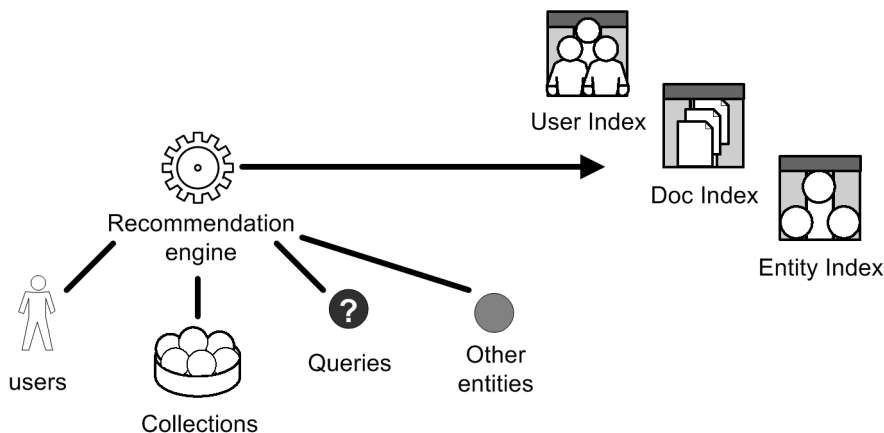 User Index
Doc Index
Entity Index
Recommendation
engine
?
users
Collections
Queries
Other
entities